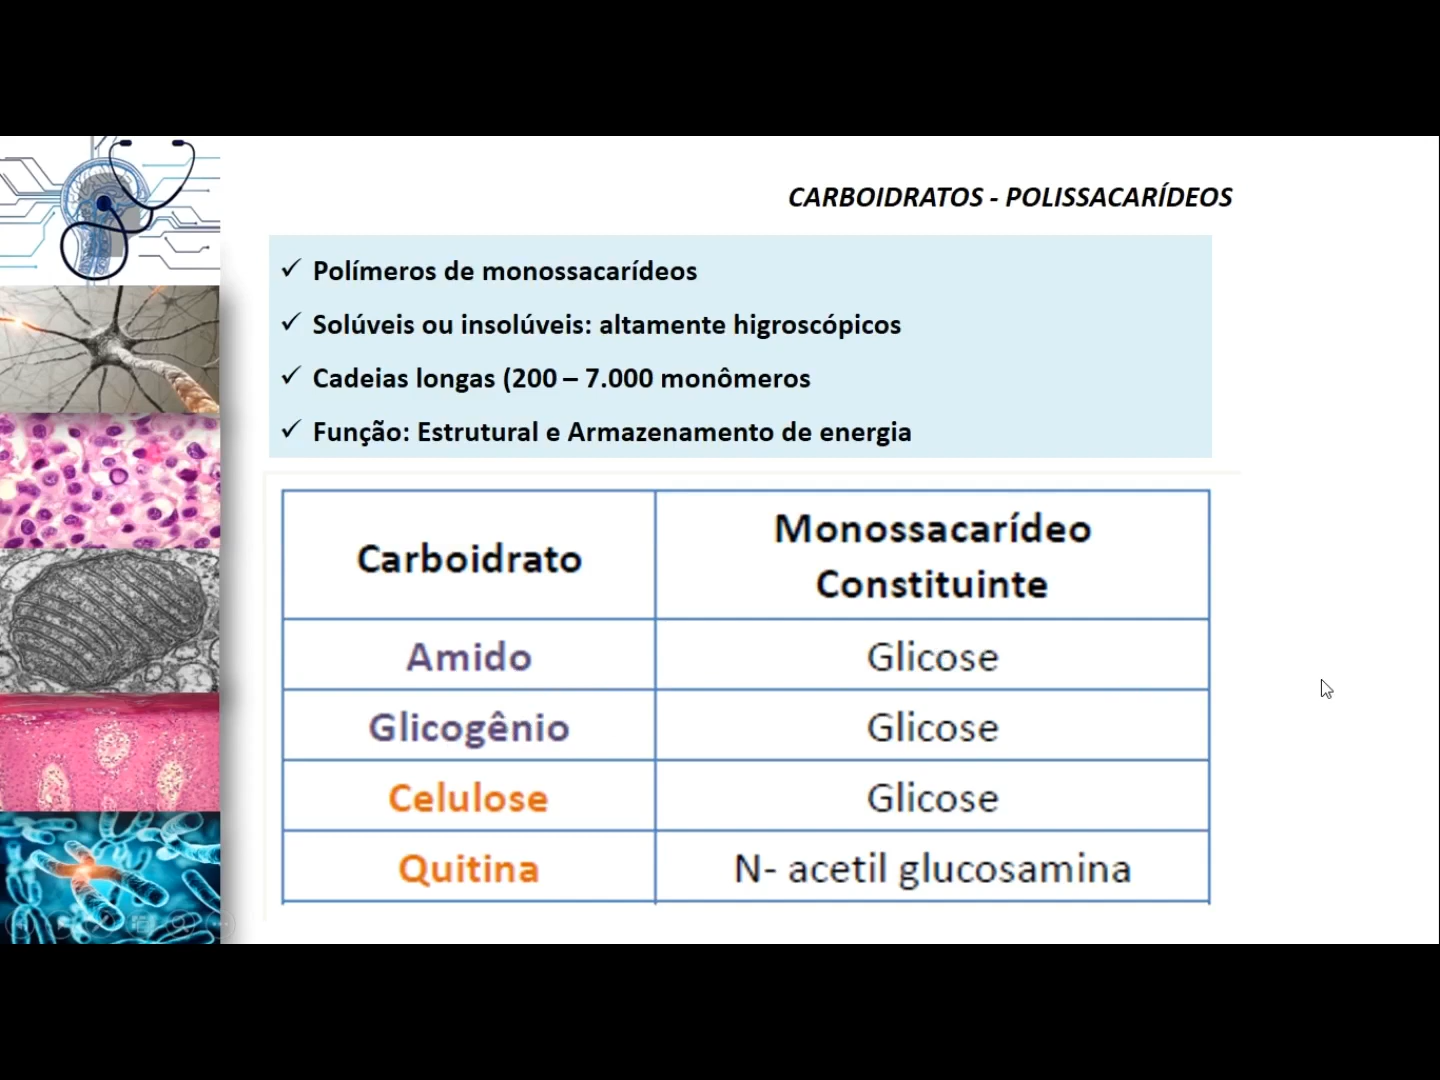 CARBOIDRATOS - POLISSACARÍDEOS
✓ Polímeros de monossacarídeos
✓ Solúveis ou insolúveis: altamente higroscópicos
✓ Cadeias longas (200 – 7.000 monômeros
✓ Função: Estrutural e Armazenamento de energia
Carboidrato
Monossacarídeo
Constituinte
Amido
Glicose
Glicogênio
Glicose
Celulose
Glicose
Quitina
N- acetil glucosamina